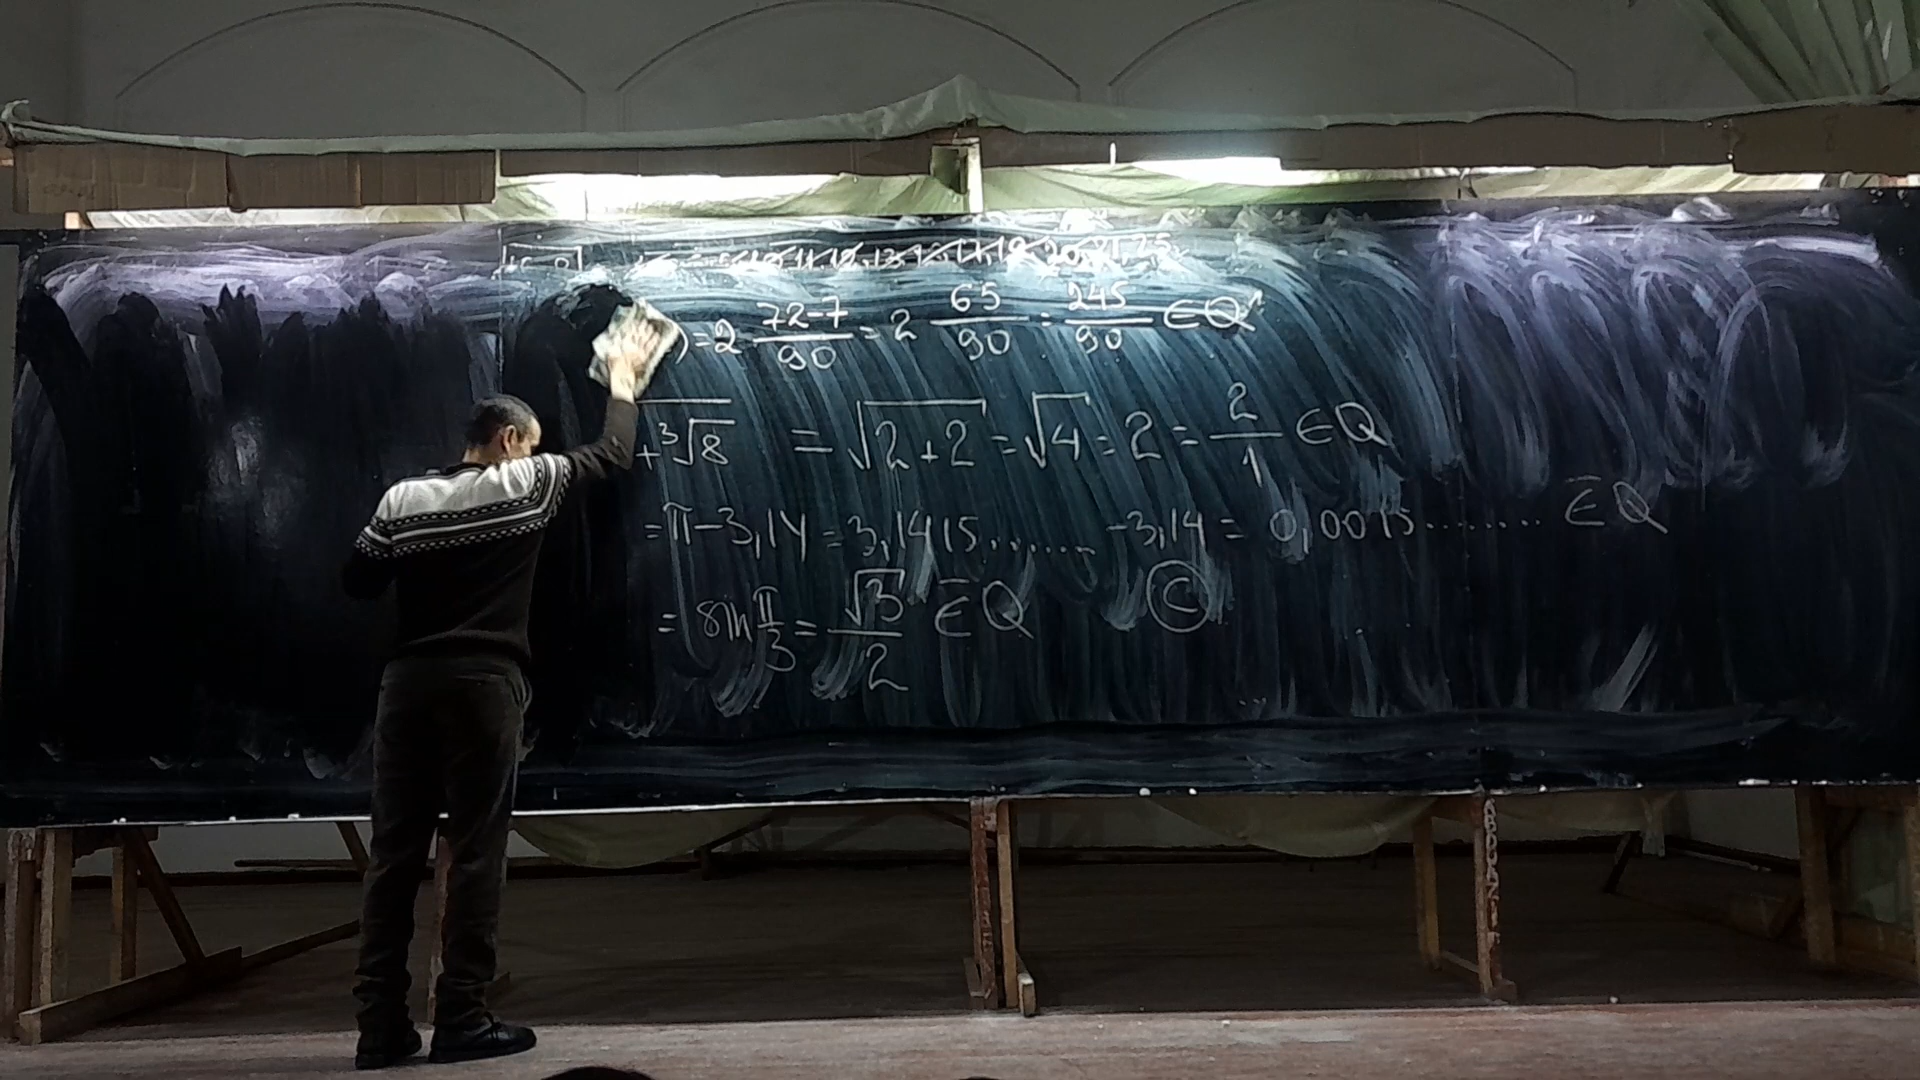 )=2 72-7/90 = 2 65/90 = 245/90 ∈ Q
+³√8 = √2+2 = √4 = 2 = 2/1 ∈ Q
=π-3,14 = 3,1415....... -3,14 = 0,0015........ ∈̅ Q
= sin π/3 = √3/2 ∈̅ Q C